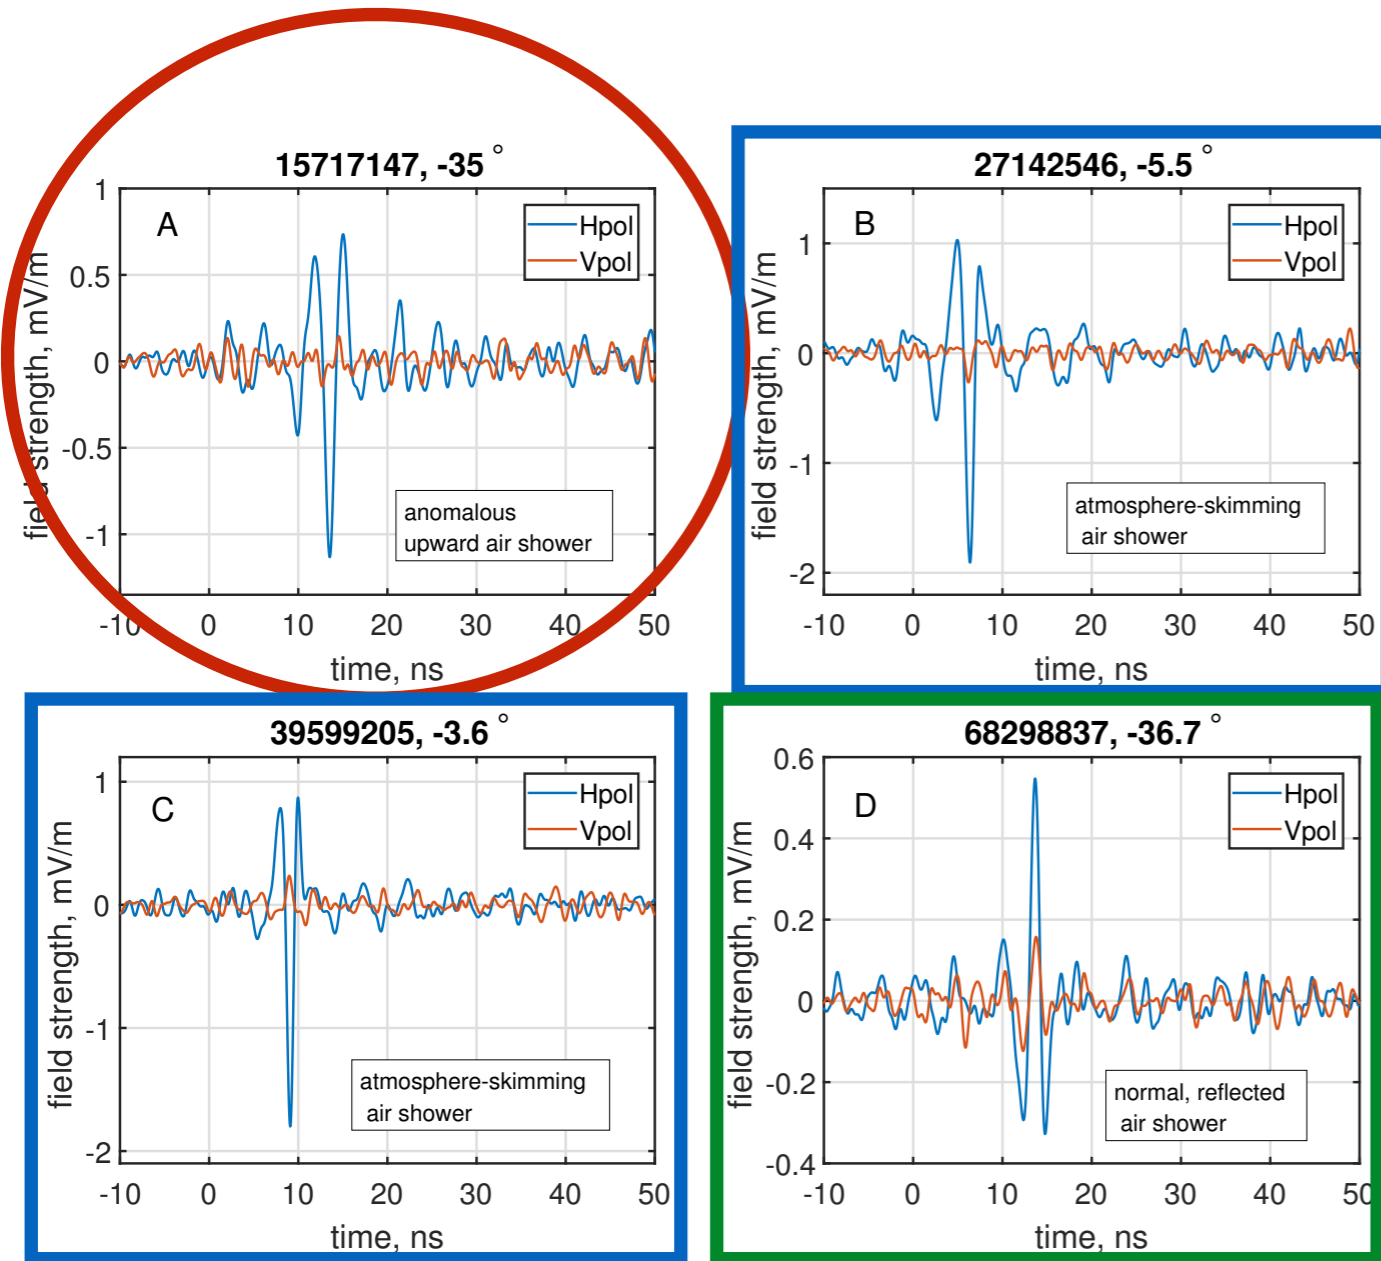 15717147, -35 °
A
Hpol
Vpol
1
0.5
0
-0.5
-1
field strength, mV/m
anomalous
upward air shower
-10 0 10 20 30 40 50
time, ns
27142546, -5.5 °
B
Hpol
Vpol
1
0
-1
-2
field strength, mV/m
atmosphere-skimming
air shower
-10 0 10 20 30 40 50
time, ns
39599205, -3.6 °
C
Hpol
Vpol
1
0
-1
-2
field strength, mV/m
atmosphere-skimming
air shower
-10 0 10 20 30 40 50
time, ns
68298837, -36.7 °
D
Hpol
Vpol
0.6
0.4
0.2
0
-0.2
-0.4
field strength, mV/m
normal, reflected
air shower
-10 0 10 20 30 40 50
time, ns